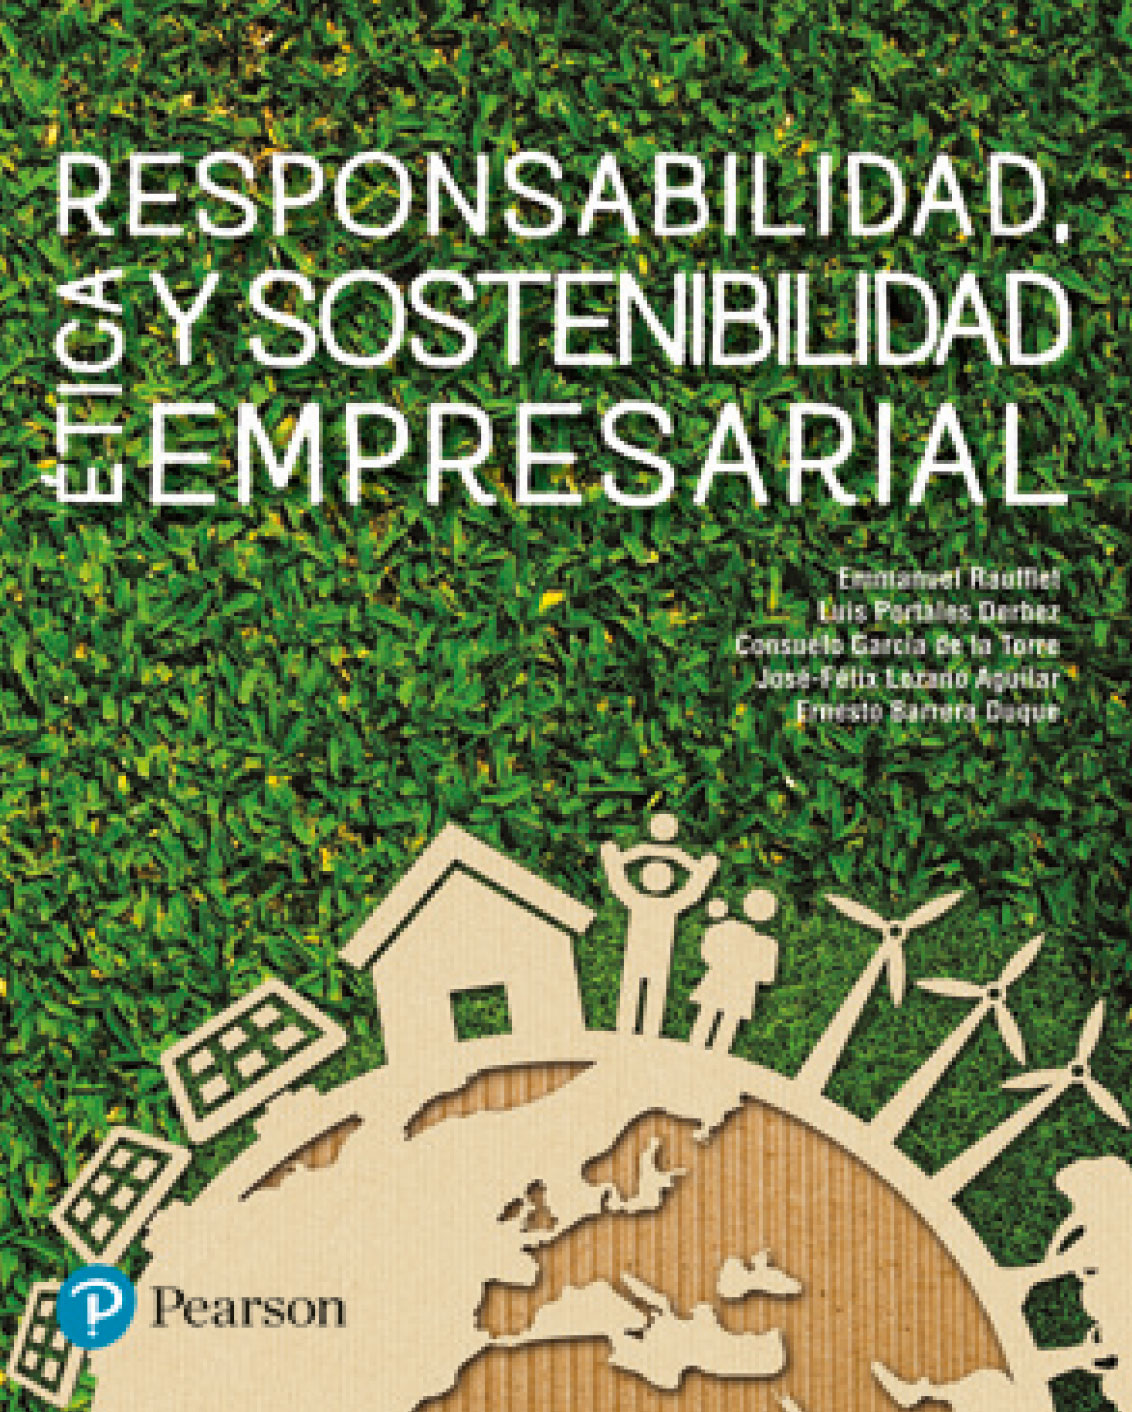 RESPONSABILIDAD,
ÉTICA
Y SOSTENIBILIDAD
EMPRESARIAL
Emmanuel Raufflet
Luis Portales Derbez
Consuelo García de la Torre
José-Félix Lozano Aguilar
Ernesto Barrera Duque
Pearson